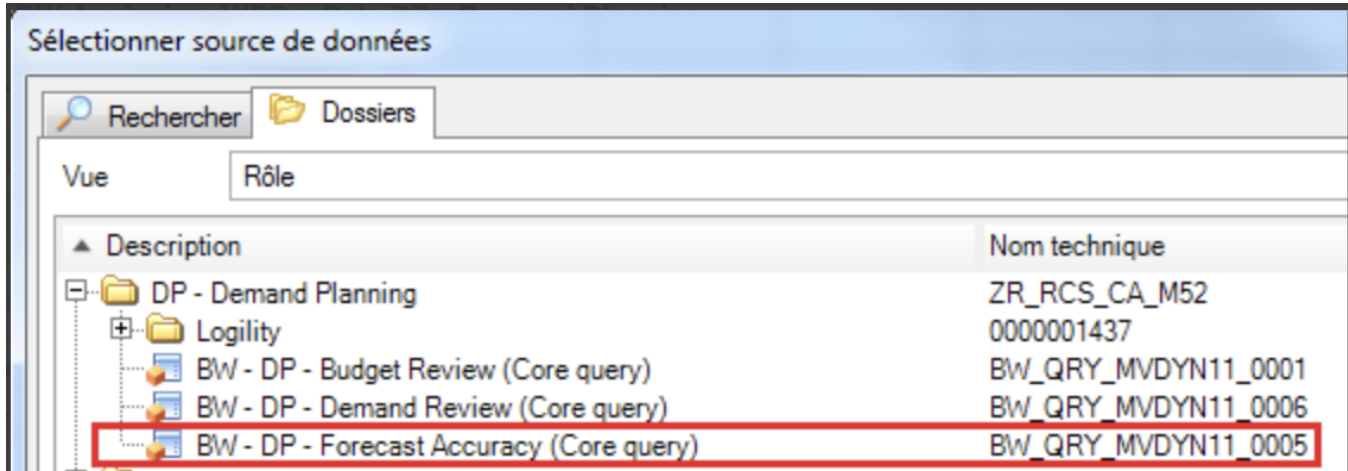 Sélectionner source de données
Rechercher Dossiers
Vue Rôle
Description Nom technique
DP - Demand Planning ZR_RCS_CA_M52
Logility 0000001437
BW - DP - Budget Review (Core query) BW_QRY_MVDYN11_0001
BW - DP - Demand Review (Core query) BW_QRY_MVDYN11_0006
BW - DP - Forecast Accuracy (Core query) BW_QRY_MVDYN11_0005